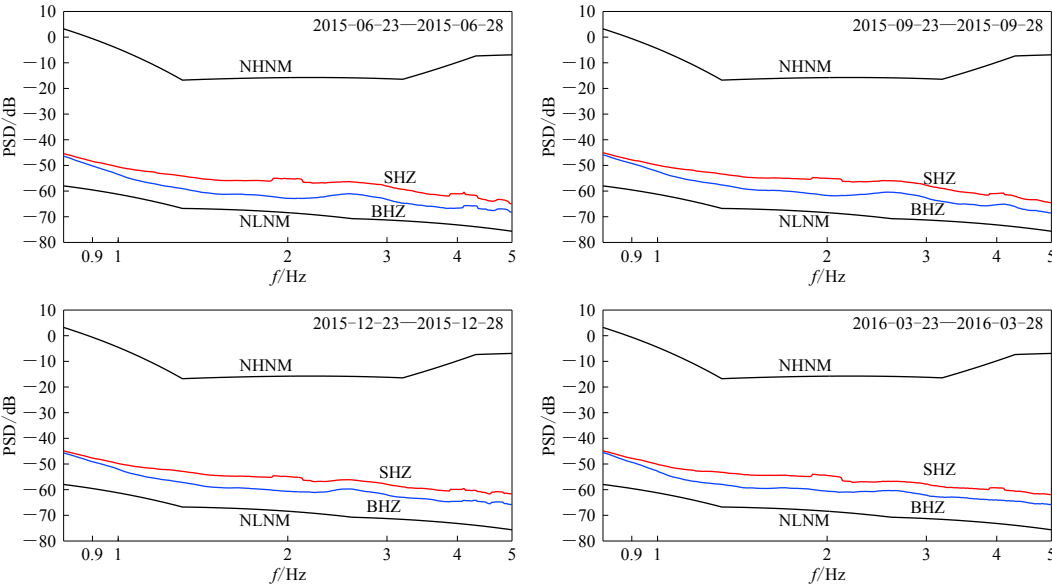 2015-06-23—2015-06-28
10
0
−10
−20
−30
−40
−50
−60
−70
−80
PSD/dB
NHNM
SHZ
BHZ
NLNM
0.9 1 2 3 4 5
f/Hz
2015-09-23—2015-09-28
10
0
−10
−20
−30
−40
−50
−60
−70
−80
PSD/dB
NHNM
SHZ
BHZ
NLNM
0.9 1 2 3 4 5
f/Hz
2015-12-23—2015-12-28
10
0
−10
−20
−30
−40
−50
−60
−70
−80
PSD/dB
NHNM
SHZ
BHZ
NLNM
0.9 1 2 3 4 5
f/Hz
2016-03-23—2016-03-28
10
0
−10
−20
−30
−40
−50
−60
−70
−80
PSD/dB
NHNM
SHZ
BHZ
NLNM
0.9 1 2 3 4 5
f/Hz